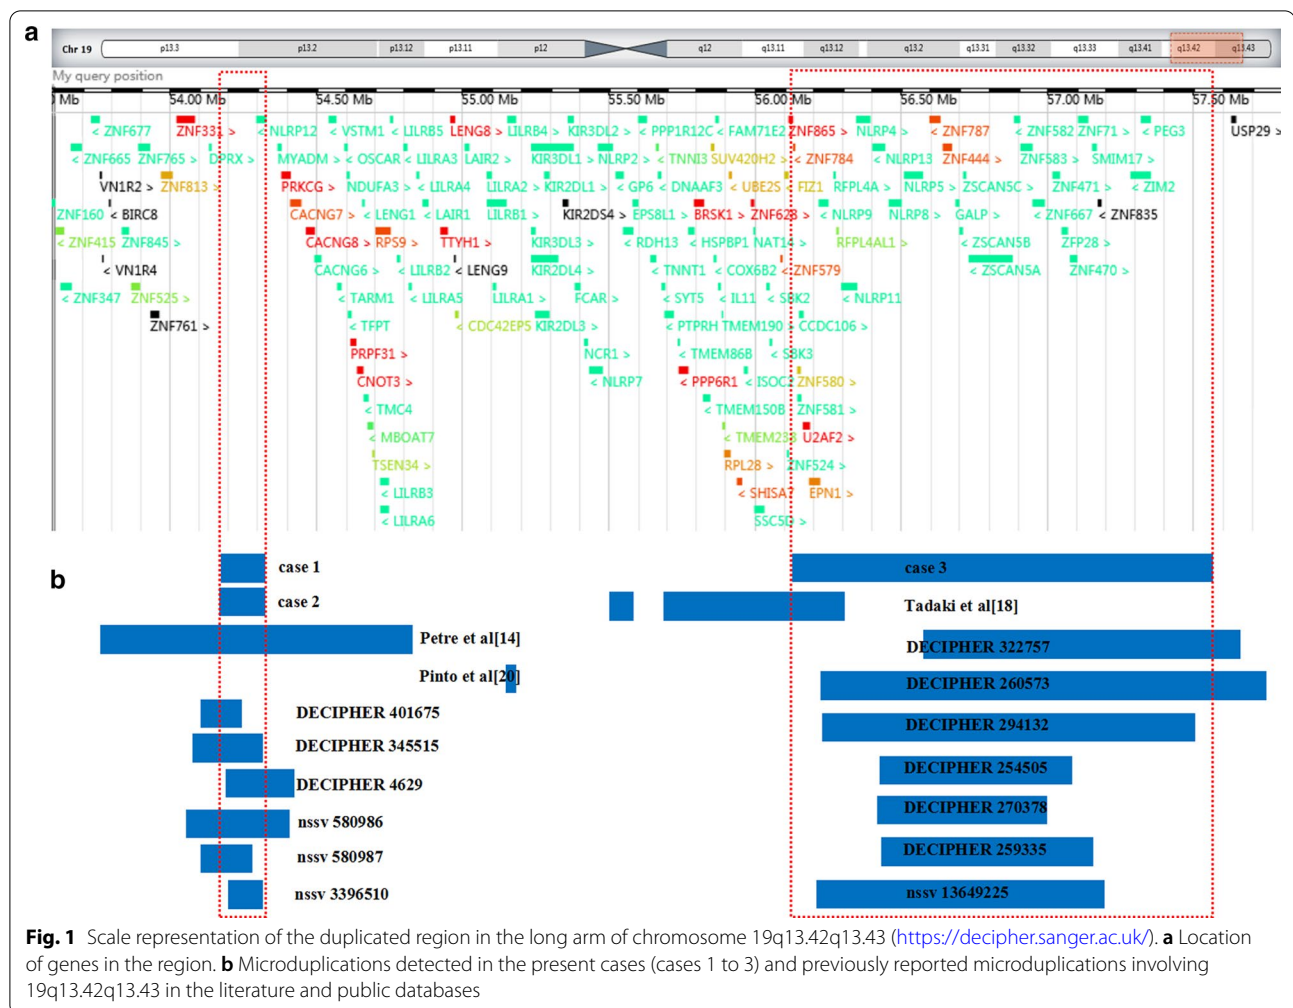 a
Chr 19 p13.3 p13.2 p13.12 p13.11 p12 q12 q13.11 q13.12 q13.2 q13.31 q13.32 q13.33 q13.41 q13.42 q13.43
My query position
0 Mb 54.00 Mb 54.50 Mb 55.00 Mb 55.50 Mb 56.00 Mb 56.50 Mb 57.00 Mb 57.50 Mb
< ZNF677 ZNF331 > < NLRP12 < VSTM1 > < LILRB5 LENG8 > LILRB4 > KIR3DL2 > < PPP1R12C < FAM71E2 ZNF865 > NLRP4 > < ZNF787 < ZNF582 ZNF71 > < PEG3 USP29 >
< ZNF665 ZNF765 > DPRX > MYADM > OSCAR < LILRA3 LAIR2 > KIR3DL1 > NLRP2 > < TNNI3 SUV420H2 > < ZNF784 < NLRP13 ZNF444 > ZNF583 > SMIM17 >
VN1R2 > ZNF813 > PRKCG > NDUFA3 > < LILRA4 LILRA2 > KIR2DL1 > < GP6 < DNAAF3 < UBE2S < FIZ1 RFPL4A > NLRP5 > ZSCAN5C > ZNF471 > < ZIM2
ZNF160 < BIRC8 CACNG7 > < LENG1 < LAIR1 LILRB1 > KIR2DS4 > EPS8L1 > BRSK1 > ZNF628 > < NLRP9 < NLRP8 > GALP > < ZNF667 < ZNF835
< ZNF415 ZNF845 > CACNG8 > RPS9 > TTYH1 > KIR3DL3 > < RDH13 < HSPBP1 NAT14 > RFPL4AL1 > < ZSCAN5B ZFP28 >
< VN1R4 CACNG6 > < LILRB2 < LENG9 KIR2DL4 > < TNNT1 < COX6B2 < ZNF579 < ZSCAN5A ZNF470 >
< ZNF347 ZNF525 > < TARM1 < LILRA5 LILRA1 > FCAR > < SYT5 < IL11 < SBK2 < NLRP11
ZNF761 > < TFPT < CDC42EP5 KIR2DL3 > < PTPRH TMEM190 > CCDC106 >
PRPF31 > NCR1 > < TMEM86B < SBK3
CNOT3 > < NLRP7 < PPP6R1 < ISOC2 ZNF580 >
< TMC4 < TMEM150B ZNF581 >
< MBOAT7 < TMEM238 U2AF2 >
TSEN34 > RPL28 > ZNF524 >
< LILRB3 < SHISA7 EPN1 >
< LILRA6 SSC5D >
b
case 1 case 3
case 2 Tadaki et al[18]
Petre et al[14] DECIPHER 322757
Pinto et al[20] DECIPHER 260573
DECIPHER 401675 DECIPHER 294132
DECIPHER 345515 DECIPHER 254505
DECIPHER 4629 DECIPHER 270378
nssv 580986 DECIPHER 259335
nssv 580987
nssv 3396510 nssv 13649225
Fig. 1 Scale representation of the duplicated region in the long arm of chromosome 19q13.42q13.43 (https://decipher.sanger.ac.uk/). a Location
of genes in the region. b Microduplications detected in the present cases (cases 1 to 3) and previously reported microduplications involving
19q13.42q13.43 in the literature and public databases